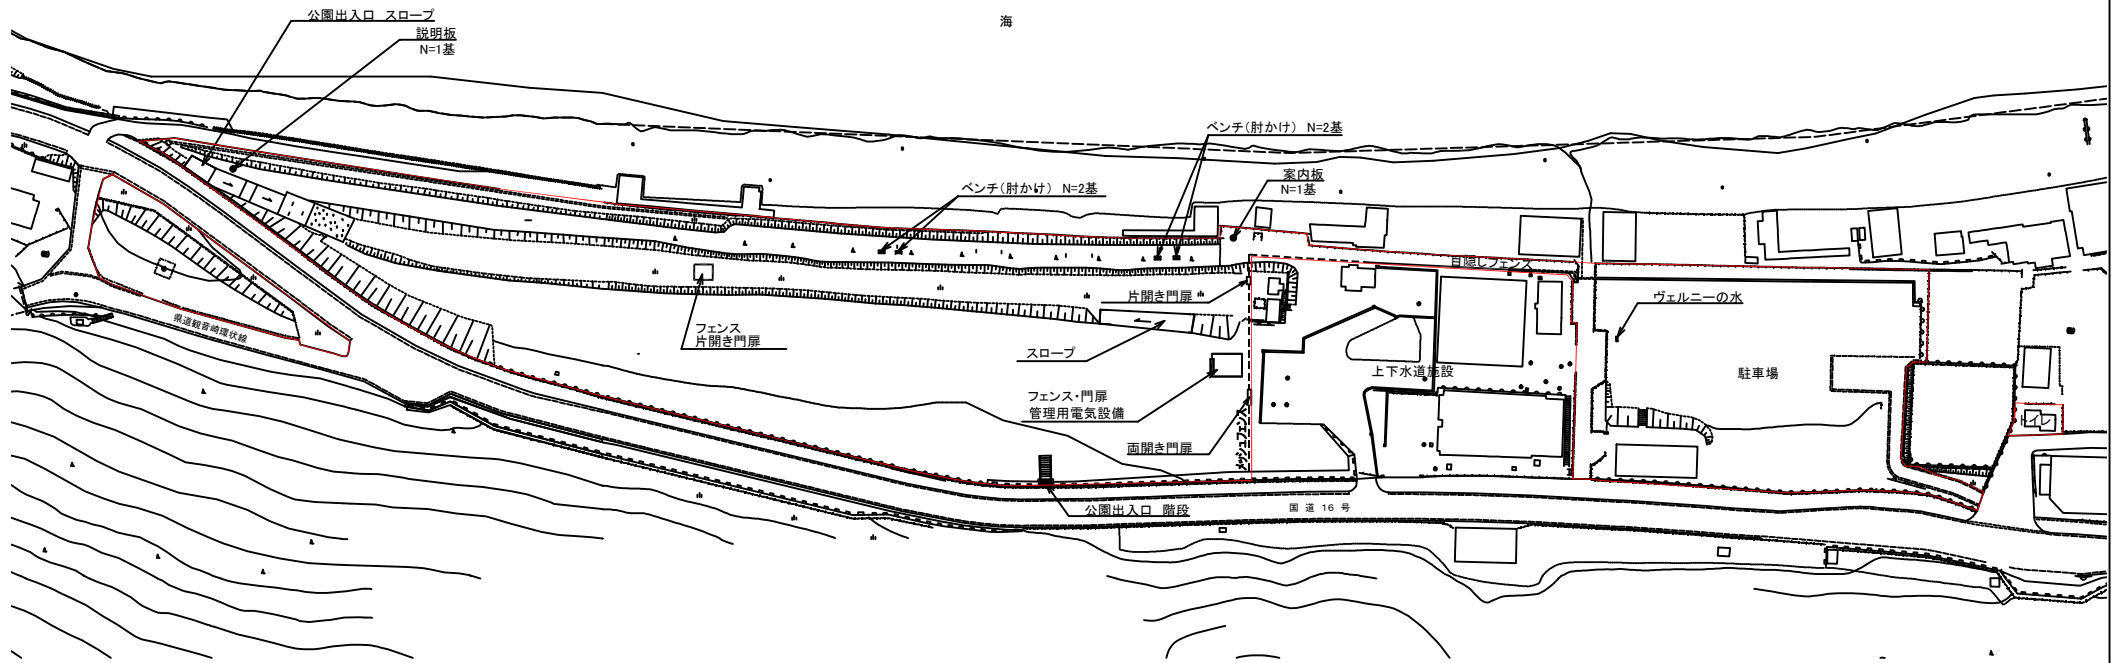 海
公園出入口 スロープ
説明板
N=1基
ベンチ(肘かけ) N=2基
案内板
N=1基
ベンチ(肘かけ) N=2基
目隠しフェンス
片開き門扉
ヴェルニーの水
県道観音崎環状線
フェンス
片開き門扉
スロープ
上下水道施設
駐車場
フェンス・門扉
管理用電気設備
メッシュフェンス
両開き門扉
トイレ
公園出入口 階段
国道16号